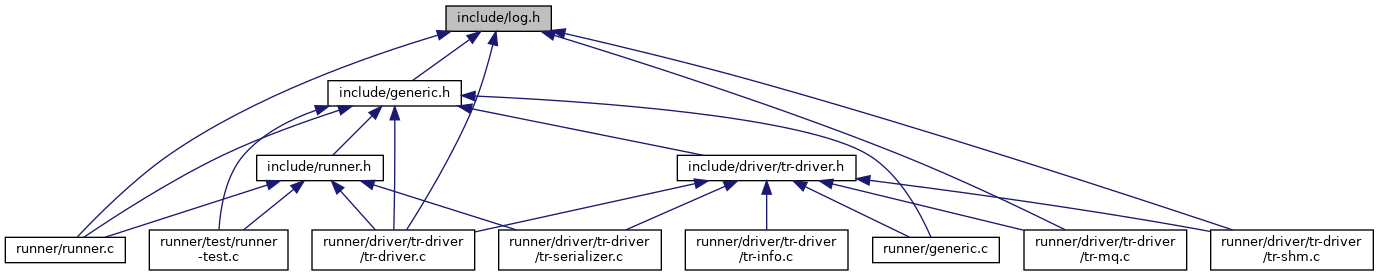 include/log.h
include/generic.h
include/runner.h
include/driver/tr-driver.h
runner/runner.c
runner/test/runner
-test.c
runner/driver/tr-driver
/tr-driver.c
runner/driver/tr-driver
/tr-serializer.c
runner/driver/tr-driver
/tr-info.c
runner/generic.c
runner/driver/tr-driver
/tr-mq.c
runner/driver/tr-driver
/tr-shm.c